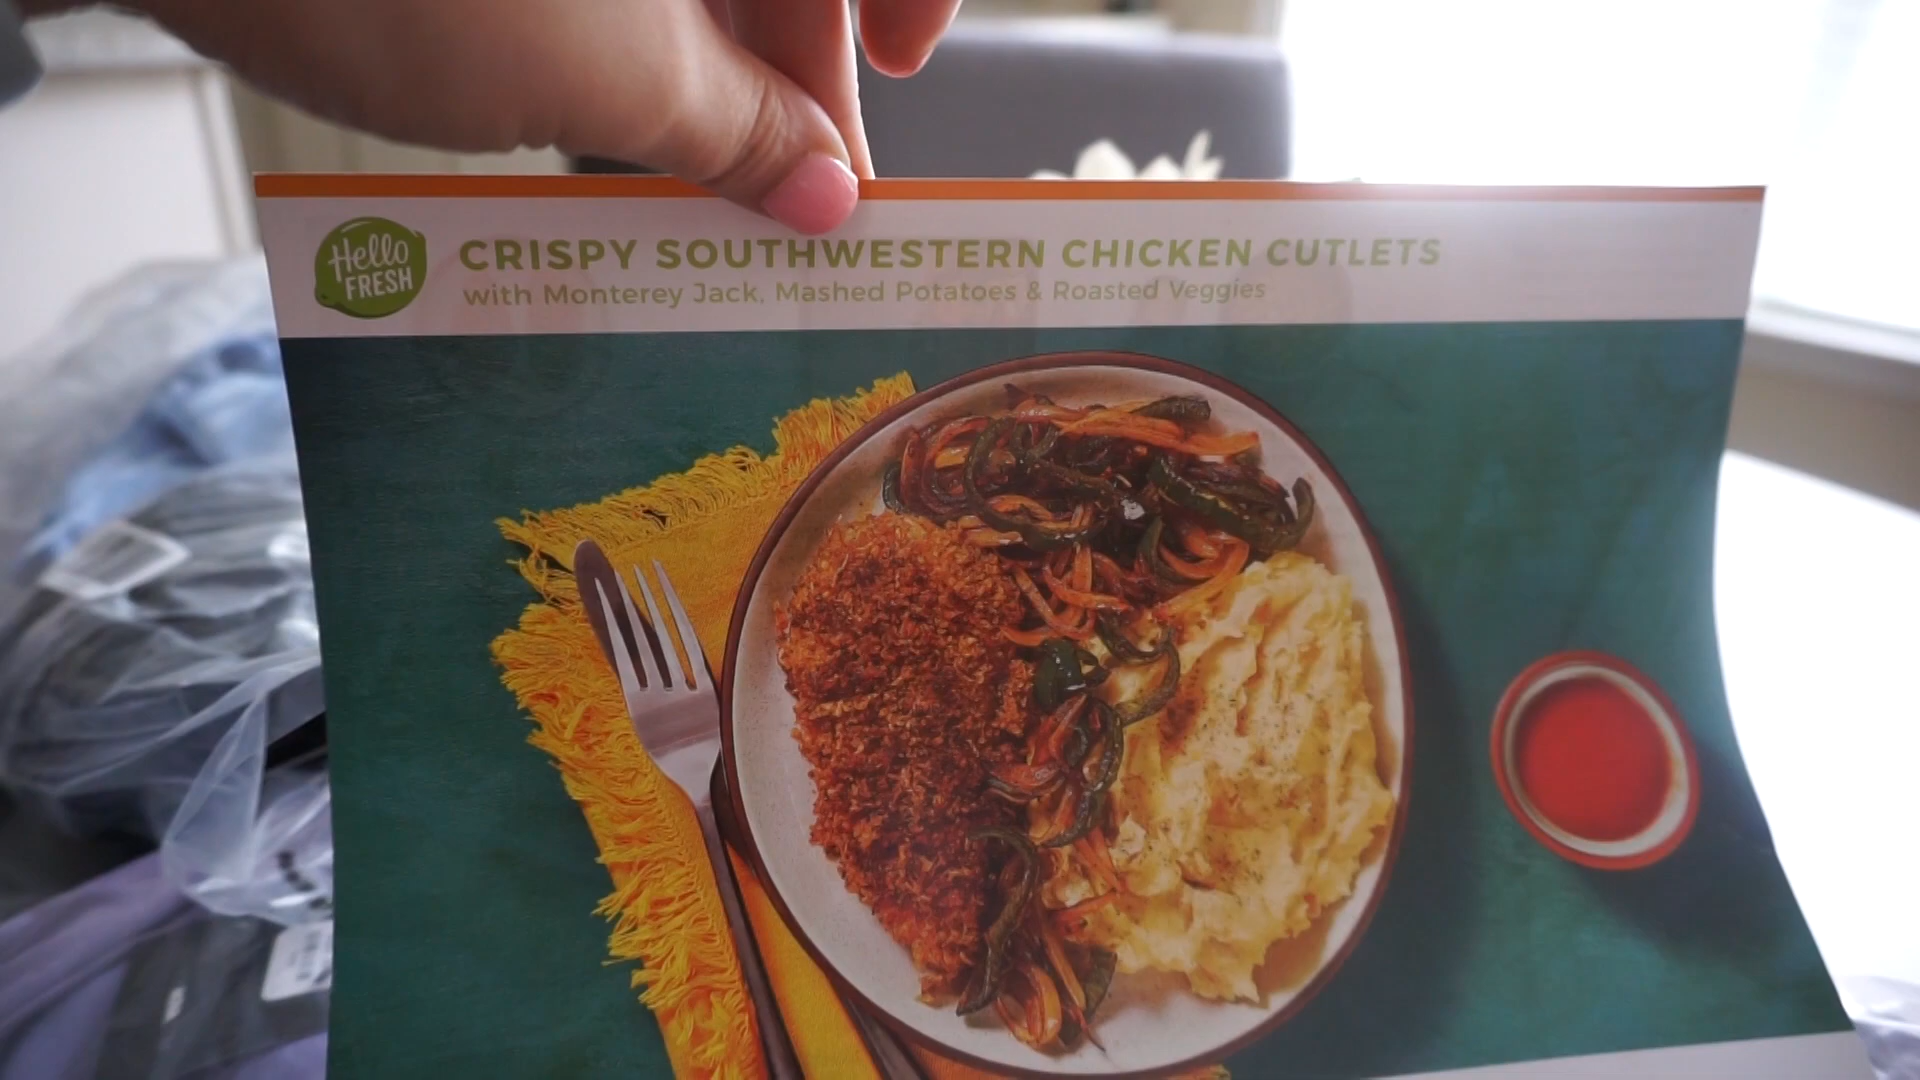 Hello
FRESH
CRISPY SOUTHWESTERN CHICKEN CUTLETS
with Monterey Jack, Mashed Potatoes & Roasted Veggies